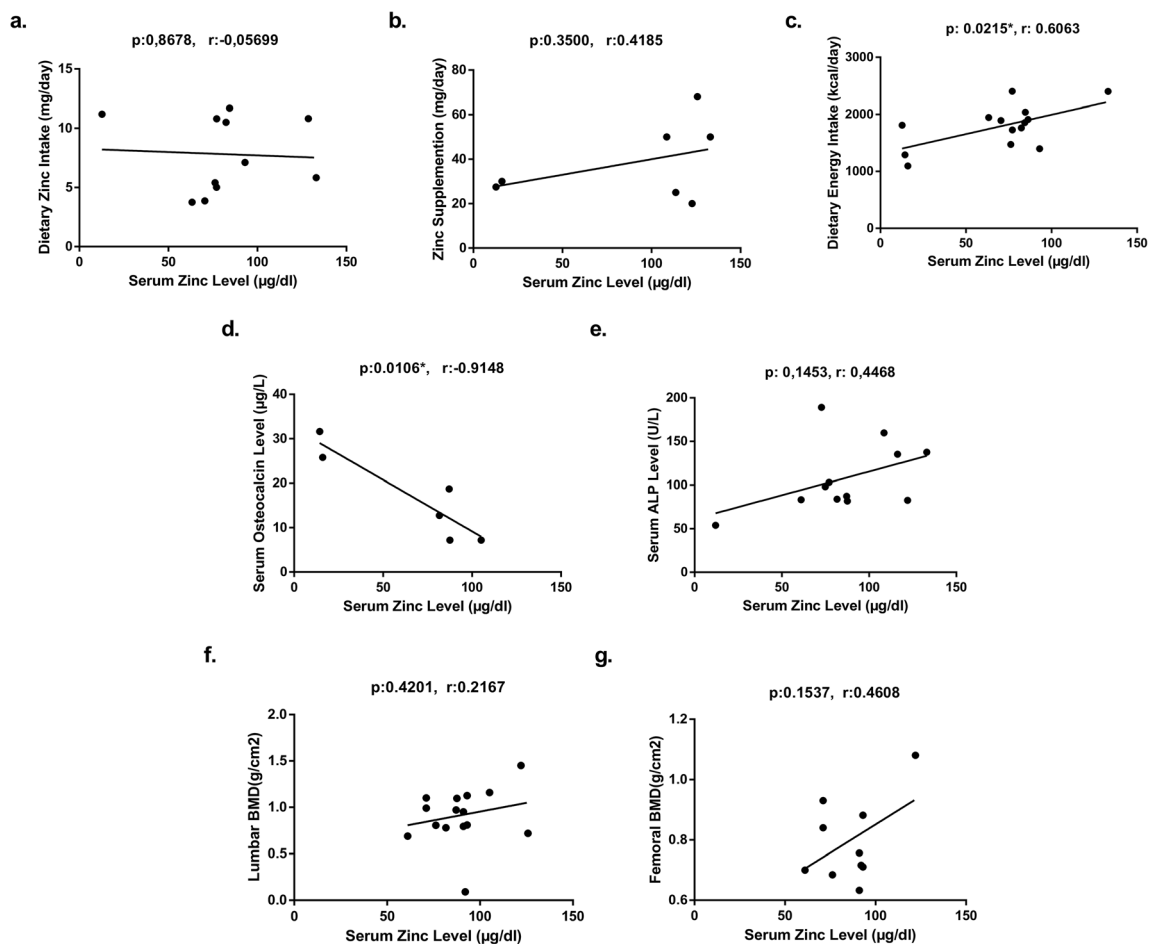 a.
p:0,8678, r:-0,05699
Dietary Zinc Intake (mg/day)
15
10
5
0
0 50 100 150
Serum Zinc Level (µg/dl)
b.
p:0.3500, r:0.4185
Zinc Supplemention (mg/day)
80
60
40
20
0
0 50 100 150
Serum Zinc Level (µg/dl)
c.
p: 0.0215*, r: 0.6063
Dietary Energy Intake (kcal/day)
3000
2000
1000
0
0 50 100 150
Serum Zinc Level (µg/dl)
d.
p:0.0106*, r:-0.9148
Serum Osteocalcin Level (µg/L)
40
30
20
10
0
0 50 100 150
Serum Zinc Level (µg/dl)
e.
p: 0,1453, r: 0,4468
Serum ALP Level (U/L)
200
150
100
50
0
0 50 100 150
Serum Zinc Level (µg/dl)
f.
p:0.4201, r:0.2167
Lumbar BMD(g/cm2)
2.0
1.5
1.0
0.5
0.0
0 50 100 150
Serum Zinc Level (µg/dl)
g.
p:0.1537, r:0.4608
Femoral BMD(g/cm2)
1.2
1.0
0.8
0.6
0 50 100 150
Serum Zinc Level (µg/dl)